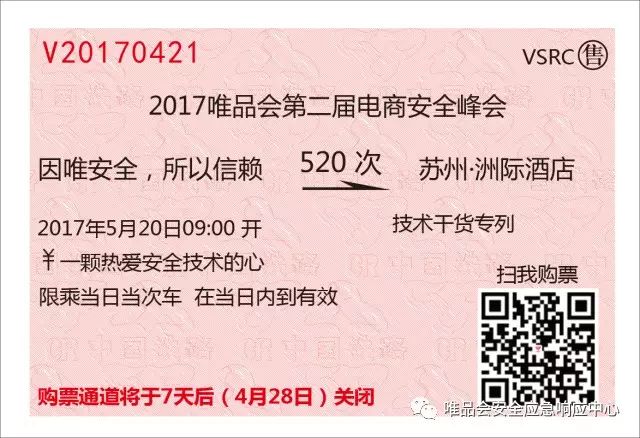 V20170421
VSRC 售
2017唯品会第二届电商安全峰会
因唯安全，所以信赖 520 次 苏州·洲际酒店
2017年5月20日09:00 开 技术干货专列
￥一颗热爱安全技术的心
扫我购票
限乘当日当次车 在当日内到有效
购票通道将于7天后（4月28日）关闭
唯品会安全应急响应中心